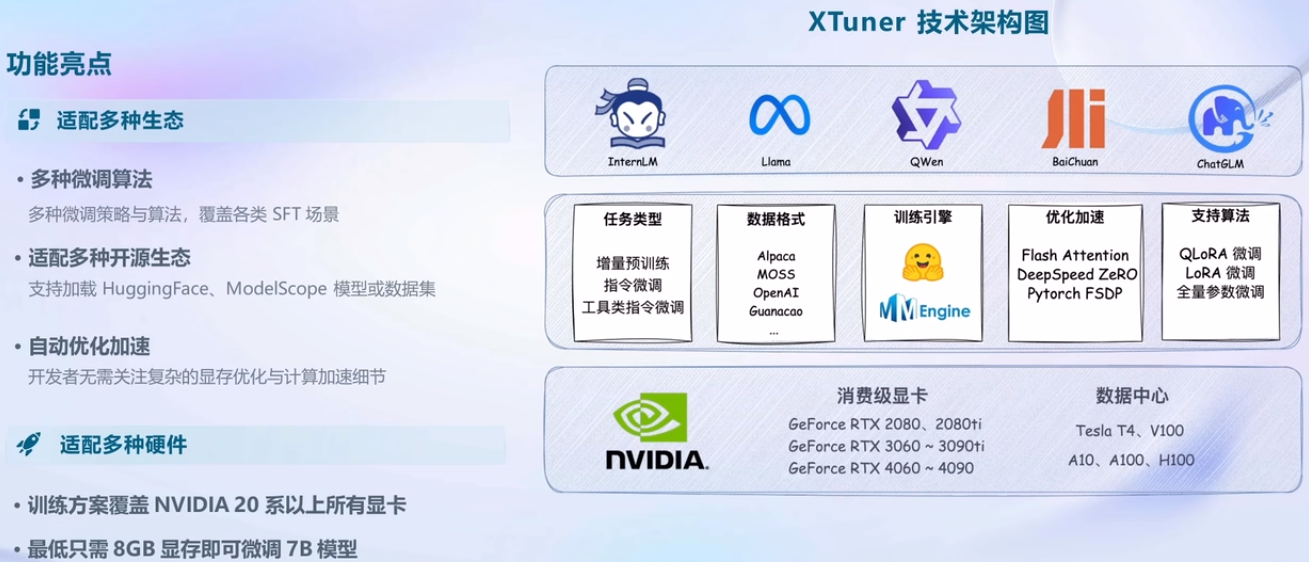 XTuner 技术架构图
功能亮点
适配多种生态
• 多种微调算法
多种微调策略与算法，覆盖各类 SFT 场景
• 适配多种开源生态
支持加载 HuggingFace、ModelScope 模型或数据集
• 自动优化加速
开发者无需关注复杂的显存优化与计算加速细节
适配多种硬件
• 训练方案覆盖 NVIDIA 20 系以上所有显卡
• 最低只需 8GB 显存即可微调 7B 模型
InternLM
Llama
QWen
BaiChuan
ChatGLM
任务类型
增量预训练
指令微调
工具类指令微调
数据格式
Alpaca
MOSS
OpenAI
Guanacao
...
训练引擎
MMEngine
优化加速
Flash Attention
DeepSpeed ZeRO
Pytorch FSDP
支持算法
QLoRA 微调
LoRA 微调
全量参数微调
NVIDIA.
消费级显卡
GeForce RTX 2080、2080ti
GeForce RTX 3060 ~ 3090ti
GeForce RTX 4060 ~ 4090
数据中心
Tesla T4、V100
A10、A100、H100